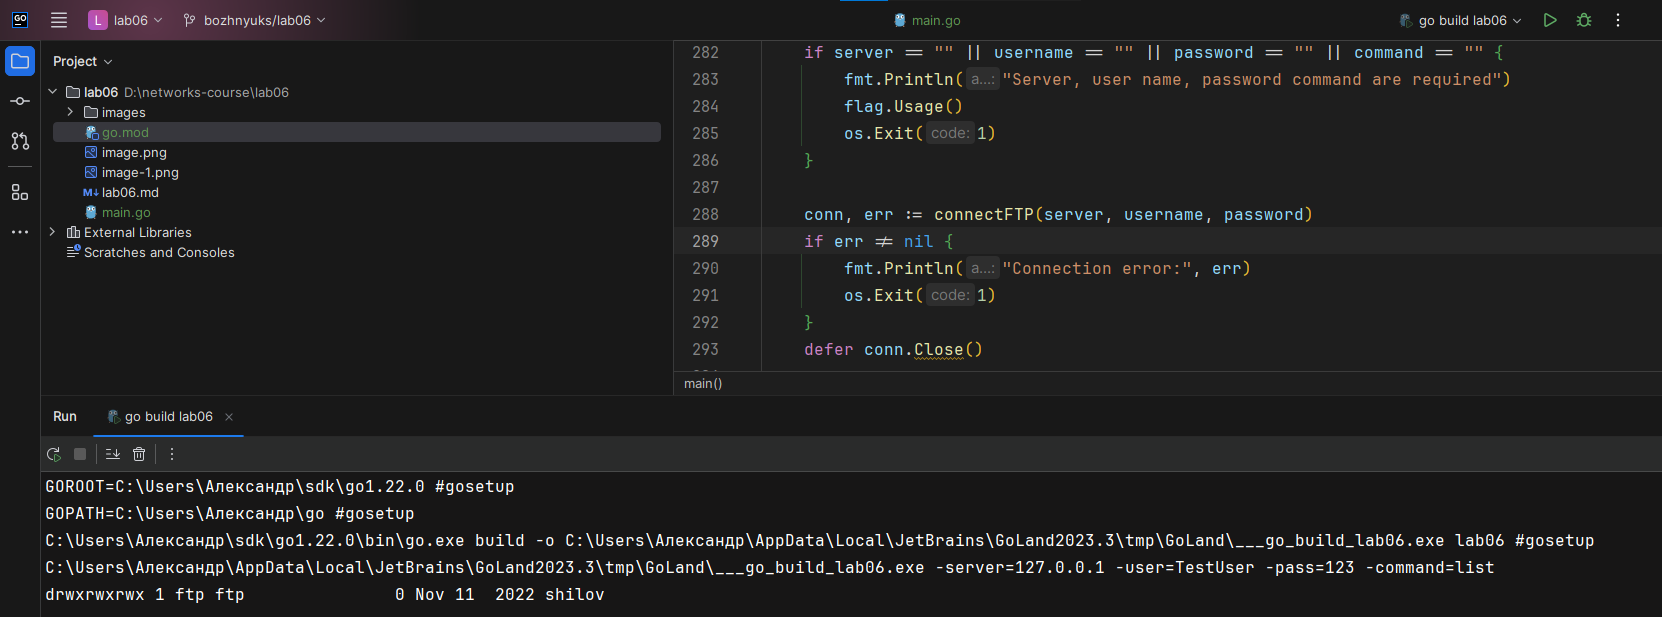 GO
L lab06
bozhnyuks/lab06
main.go
go build lab06
Project
lab06 D:\networks-course\lab06
images
go.mod
image.png
image-1.png
M↓ lab06.md
main.go
External Libraries
Scratches and Consoles
282 if server == "" || username == "" || password == "" || command == "" {
283 fmt.Println( a...: "Server, user name, password command are required")
284 flag.Usage()
285 os.Exit( code: 1)
286 }
287
288 conn, err := connectFTP(server, username, password)
289 if err ≠ nil {
290 fmt.Println( a...: "Connection error:", err)
291 os.Exit( code: 1)
292 }
293 defer conn.Close()
main()
Run go build lab06
GOROOT=C:\Users\Александр\sdk\go1.22.0 #gosetup
GOPATH=C:\Users\Александр\go #gosetup
C:\Users\Александр\sdk\go1.22.0\bin\go.exe build -o C:\Users\Александр\AppData\Local\JetBrains\GoLand2023.3\tmp\GoLand\___go_build_lab06.exe lab06 #gosetup
C:\Users\Александр\AppData\Local\JetBrains\GoLand2023.3\tmp\GoLand\___go_build_lab06.exe -server=127.0.0.1 -user=TestUser -pass=123 -command=list
drwxrwxrwx 1 ftp ftp 0 Nov 11 2022 shilov